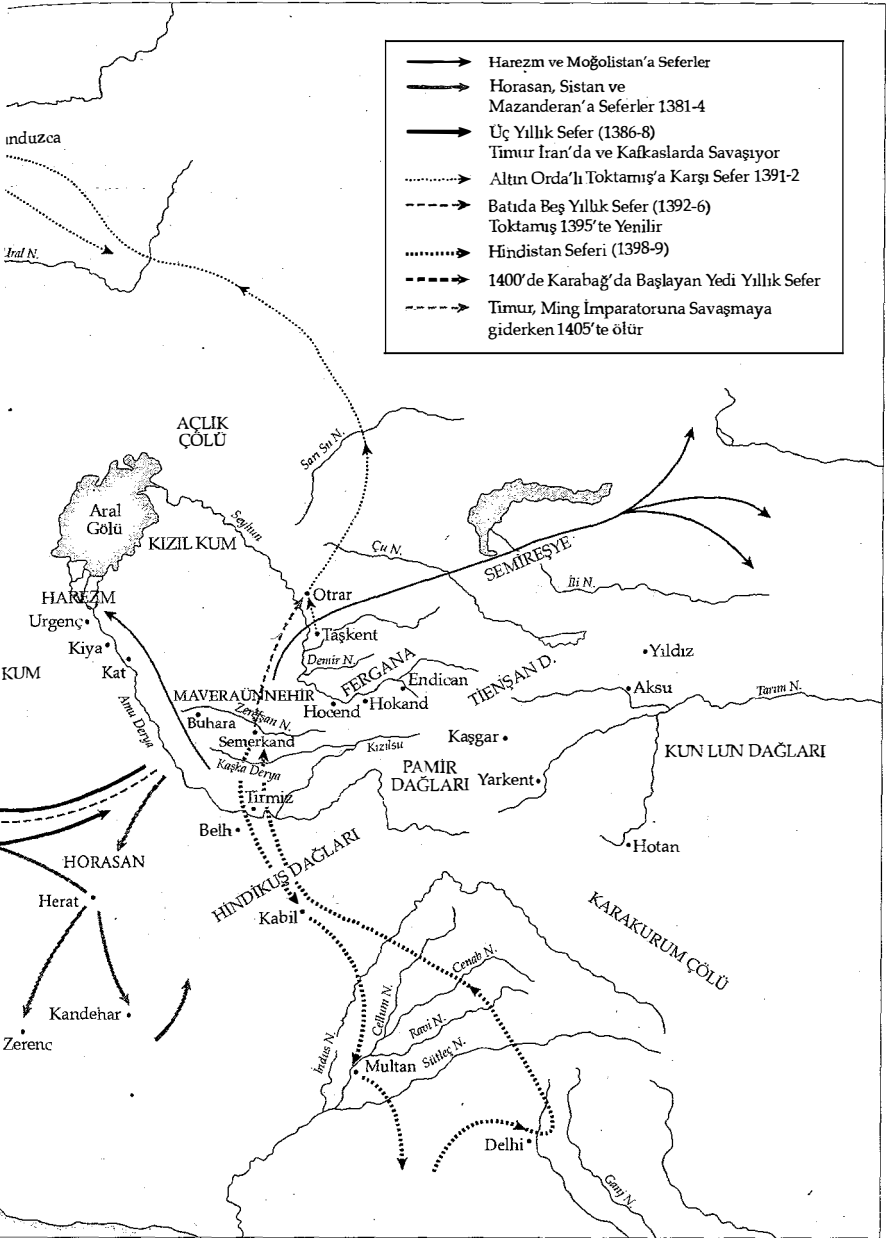 Harezm ve Moğolistan'a Seferler
Horasan, Sistan ve
Mazanderan'a Seferler 1381-4
Üç Yıllık Sefer (1386-8)
Timur İran'da ve Kafkaslarda Savaşıyor
Altın Orda'lı Toktamış'a Karşı Sefer 1391-2
Batıda Beş Yıllık Sefer (1392-6)
Toktamış 1395'te Yenilir
Hindistan Seferi (1398-9)
1400'de Karabağ'da Başlayan Yedi Yıllık Sefer
Timur, Ming İmparatoruna Savaşmaya
giderken 1405'te ölür
nduzca
Ural N.
AÇLIK
ÇÖLÜ
Sarı Su N.
Aral
Gölü
KIZIL KUM
Seyhun
Çu N.
SEMİREŞYE
İli N.
HAREZM
Urgenç
Otrar
Kiya
Taşkent
Yıldız
KUM
Kat
Demir N.
FERGANA
Endican
TİENŞAN D.
Aksu
Tarım N.
Amu Derya
MAVERAÜNNEHİR
Hocend
Hokand
Buhara
Zerefşan N.
Semerkand
Kızılsu
Kaşgar
KUN LUN DAĞLARI
Kaşka Derya
PAMİR
DAĞLARI
Yarkent
Tirmiz
Belh
Hotan
HORASAN
HİNDİKUŞ DAĞLARI
Herat
Kabil
KARAKURUM ÇÖLÜ
Cenab N.
Kandehar
Cellum N.
Zerenc
İndus N.
Ravi N.
Sütleç N.
Multan
Delhi
Ganj N.